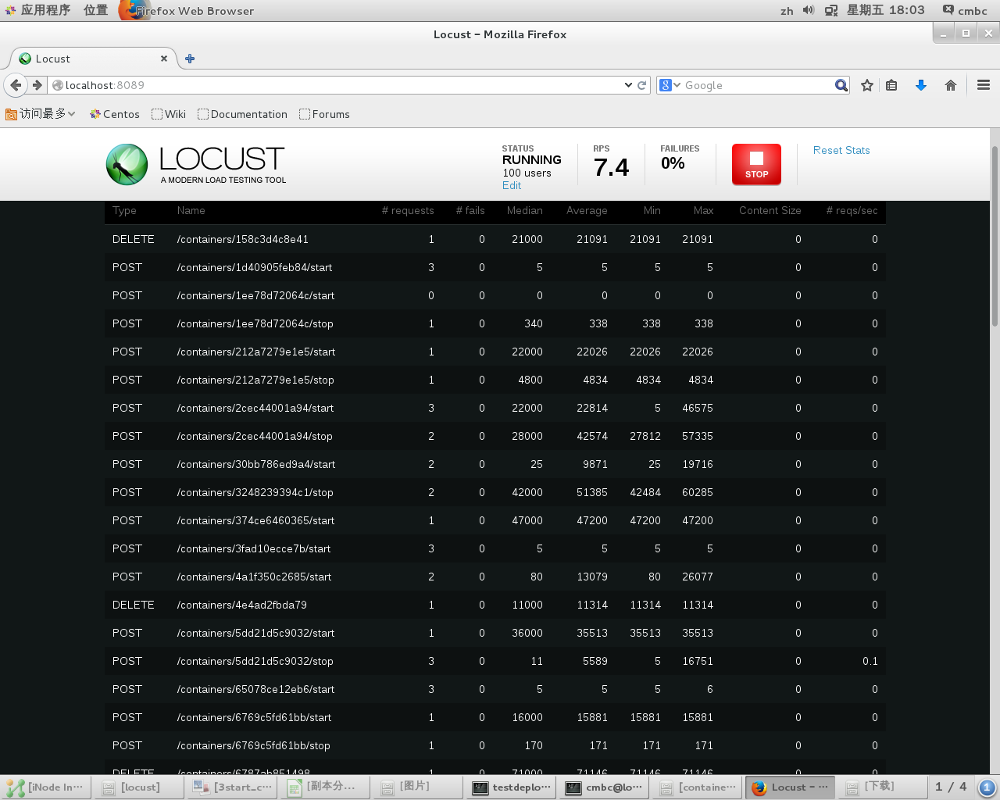 应用程序 位置 Firefox Web Browser zh 星期五 18:03 cmbc
Locust - Mozilla Firefox
Locust
localhost:8089 Google
访问最多 Centos Wiki Documentation Forums
LOCUST
A MODERN LOAD TESTING TOOL
STATUS
RUNNING
100 users
Edit
RPS
7.4
FAILURES
0%
STOP
Reset Stats
Type Name # requests # fails Median Average Min Max Content Size # reqs/sec
DELETE /containers/158c3d4c8e41 1 0 21000 21091 21091 21091 0 0
POST /containers/1d40905feb84/start 3 0 5 5 5 5 0 0
POST /containers/1ee78d72064c/start 0 0 0 0 0 0 0 0
POST /containers/1ee78d72064c/stop 1 0 340 338 338 338 0 0
POST /containers/212a7279e1e5/start 1 0 22000 22026 22026 22026 0 0
POST /containers/212a7279e1e5/stop 1 0 4800 4834 4834 4834 0 0
POST /containers/2cec44001a94/start 3 0 22000 22814 5 46575 0 0
POST /containers/2cec44001a94/stop 2 0 28000 42574 27812 57335 0 0
POST /containers/30bb786ed9a4/start 2 0 25 9871 25 19716 0 0
POST /containers/3248239394c1/stop 2 0 42000 51385 42484 60285 0 0
POST /containers/374ce6460365/start 1 0 47000 47200 47200 47200 0 0
POST /containers/3fad10ecce7b/start 3 0 5 5 5 5 0 0
POST /containers/4a1f350c2685/start 2 0 80 13079 80 26077 0 0
DELETE /containers/4e4ad2fbda79 1 0 11000 11314 11314 11314 0 0
POST /containers/5dd21d5c9032/start 1 0 36000 35513 35513 35513 0 0
POST /containers/5dd21d5c9032/stop 3 0 11 5589 5 16751 0 0.1
POST /containers/65078ce12eb6/start 3 0 5 5 5 6 0 0
POST /containers/6769c5fd61bb/start 1 0 16000 15881 15881 15881 0 0
POST /containers/6769c5fd61bb/stop 1 0 170 171 171 171 0 0
DELETE /containers/6787ab851498 1 0 71000 71146 71146 71146 0 0
[iNode In... [locust] [3start_c... [副本分... [图片] testdeplo... cmbc@lo... [containe... Locust - ... [下载] 1 / 4 1